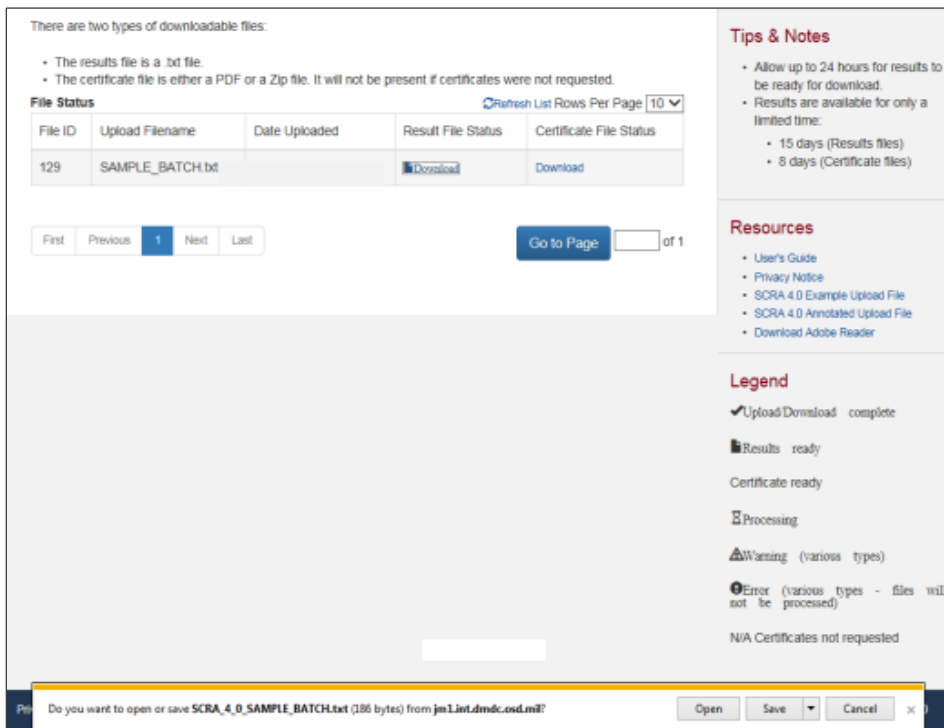 There are two types of downloadable files:
• The results file is a .txt file.
• The certificate file is either a PDF or a Zip file. It will not be present if certificates were not requested.
File Status
Refresh List Rows Per Page 10
File ID Upload Filename Date Uploaded Result File Status Certificate File Status
129 SAMPLE_BATCH.txt Download Download
First Previous 1 Next Last
Go to Page of 1
Tips & Notes
• Allow up to 24 hours for results to
be ready for download.
• Results are available for only a
limited time:
• 15 days (Results files)
• 8 days (Certificate files)
Resources
• User's Guide
• Privacy Notice
• SCRA 4.0 Example Upload File
• SCRA 4.0 Annotated Upload File
• Download Adobe Reader
Legend
Upload/Download complete
Results ready
Certificate ready
Processing
Warning (various types)
Error (various types - files will
not be processed)
N/A Certificates not requested
Do you want to open or save SCRA_4_0_SAMPLE_BATCH.txt (186 bytes) from jm1.int.dmdc.osd.mil?
Open Save Cancel ×